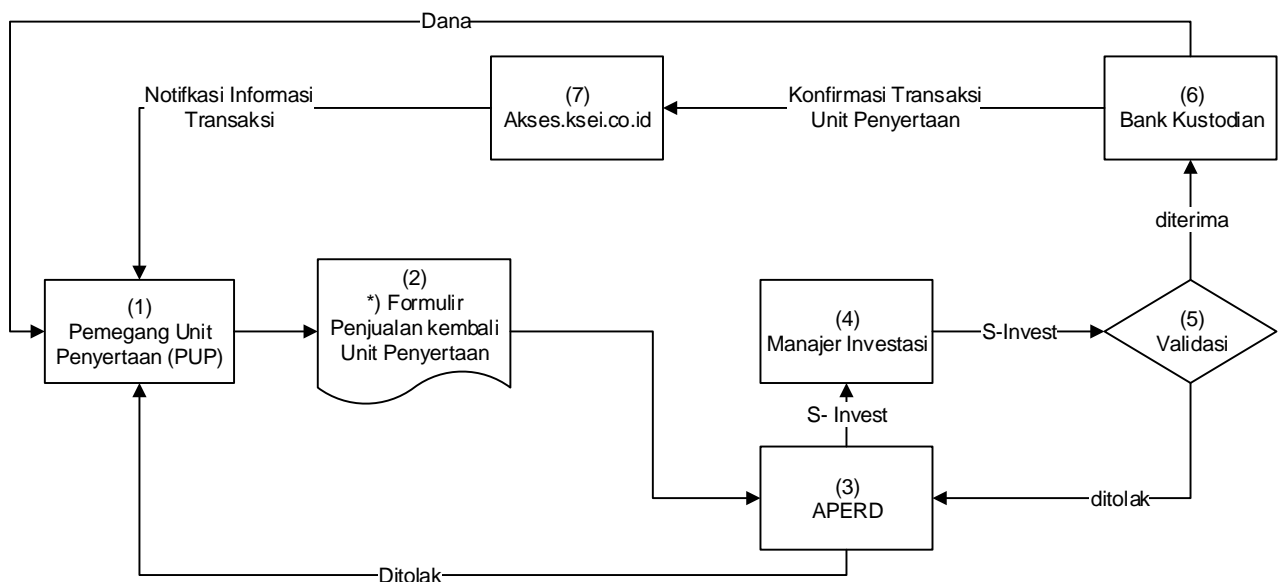 Dana
(7)
Akses.ksei.co.id
(6)
Bank Kustodian
Notifkasi Informasi
Transaksi
Konfirmasi Transaksi
Unit Penyertaan
diterima
(1)
Pemegang Unit
Penyertaan (PUP)
(2)
*) Formulir
Penjualan kembali
Unit Penyertaan
(4)
Manajer Investasi
S-Invest
(5)
Validasi
S- Invest
(3)
APERD
ditolak
Ditolak